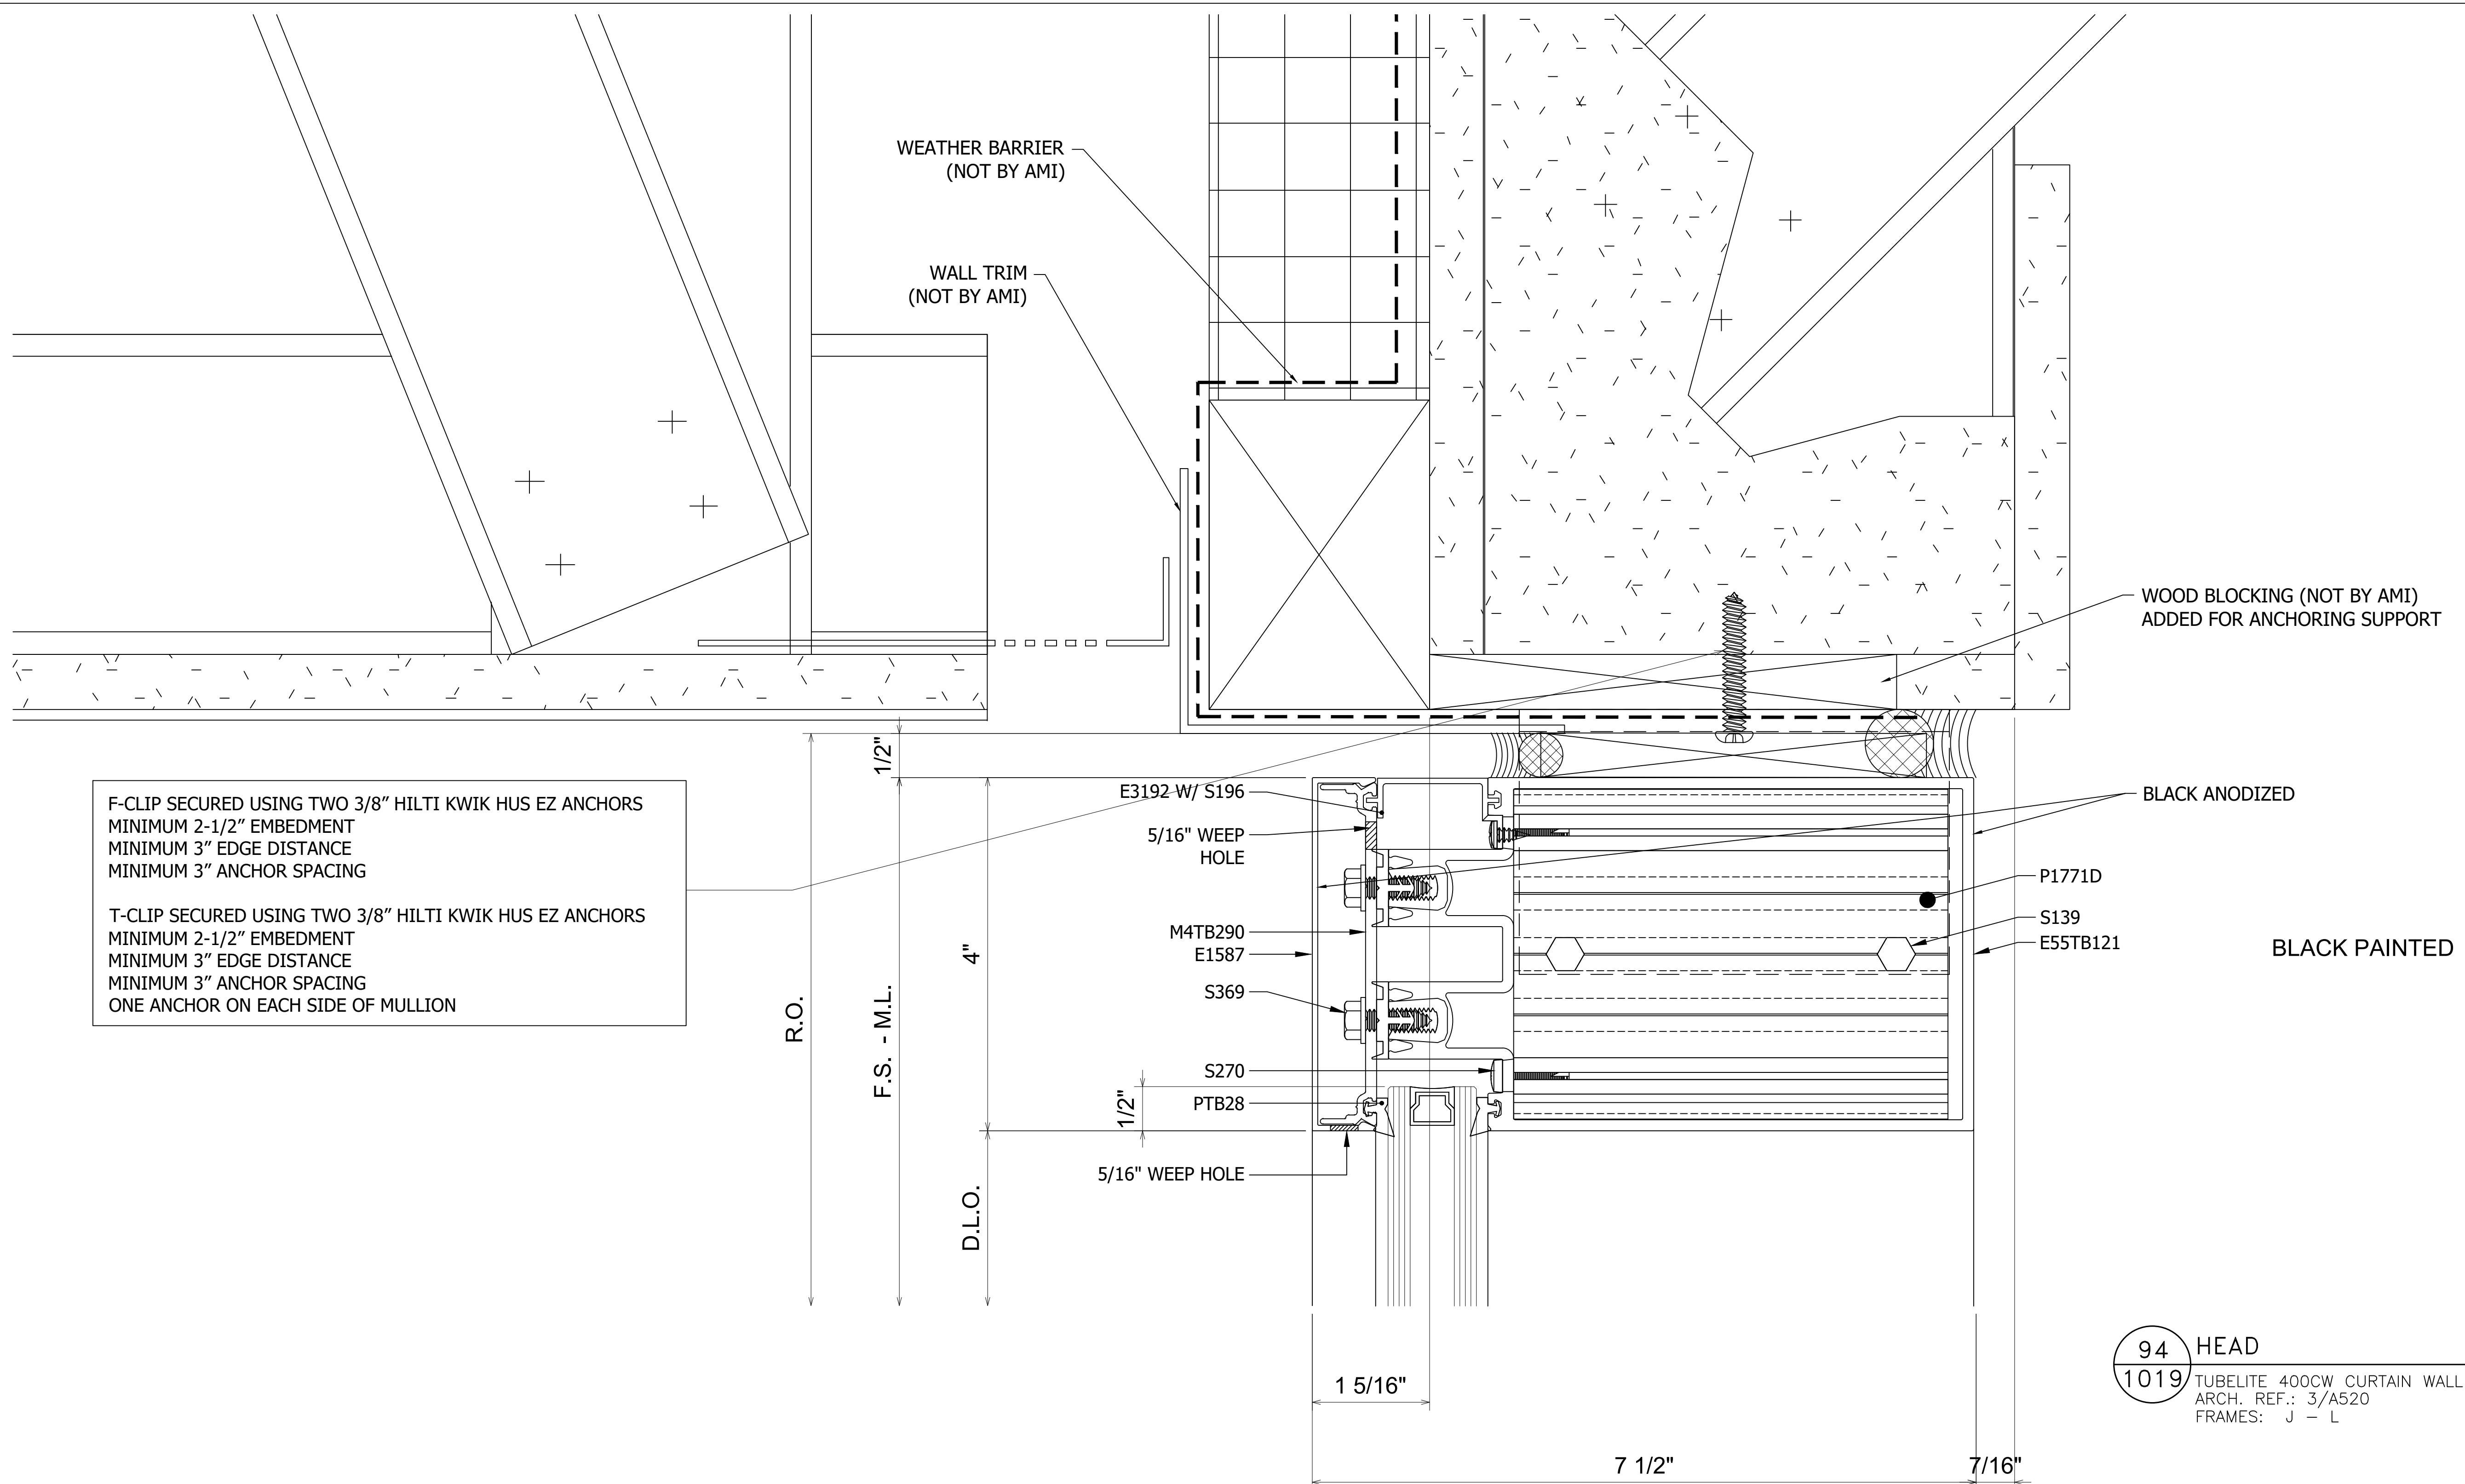 WEATHER BARRIER
(NOT BY AMI)
WALL TRIM
(NOT BY AMI)
WOOD BLOCKING (NOT BY AMI)
ADDED FOR ANCHORING SUPPORT
1/2"
F-CLIP SECURED USING TWO 3/8” HILTI KWIK HUS EZ ANCHORS
MINIMUM 2-1/2” EMBEDMENT
MINIMUM 3” EDGE DISTANCE
MINIMUM 3” ANCHOR SPACING
T-CLIP SECURED USING TWO 3/8” HILTI KWIK HUS EZ ANCHORS
MINIMUM 2-1/2” EMBEDMENT
MINIMUM 3” EDGE DISTANCE
MINIMUM 3” ANCHOR SPACING
ONE ANCHOR ON EACH SIDE OF MULLION
R.O.
F.S. - M.L.
4"
1/2"
D.L.O.
E3192 W/ S196
5/16" WEEP
HOLE
M4TB290
E1587
S369
S270
PTB28
5/16" WEEP HOLE
BLACK ANODIZED
P1771D
S139
E55TB121
BLACK PAINTED
1 5/16"
7 1/2"
7/16"
94
1019
HEAD
TUBELITE 400CW CURTAIN WALL
ARCH. REF.: 3/A520
FRAMES: J - L